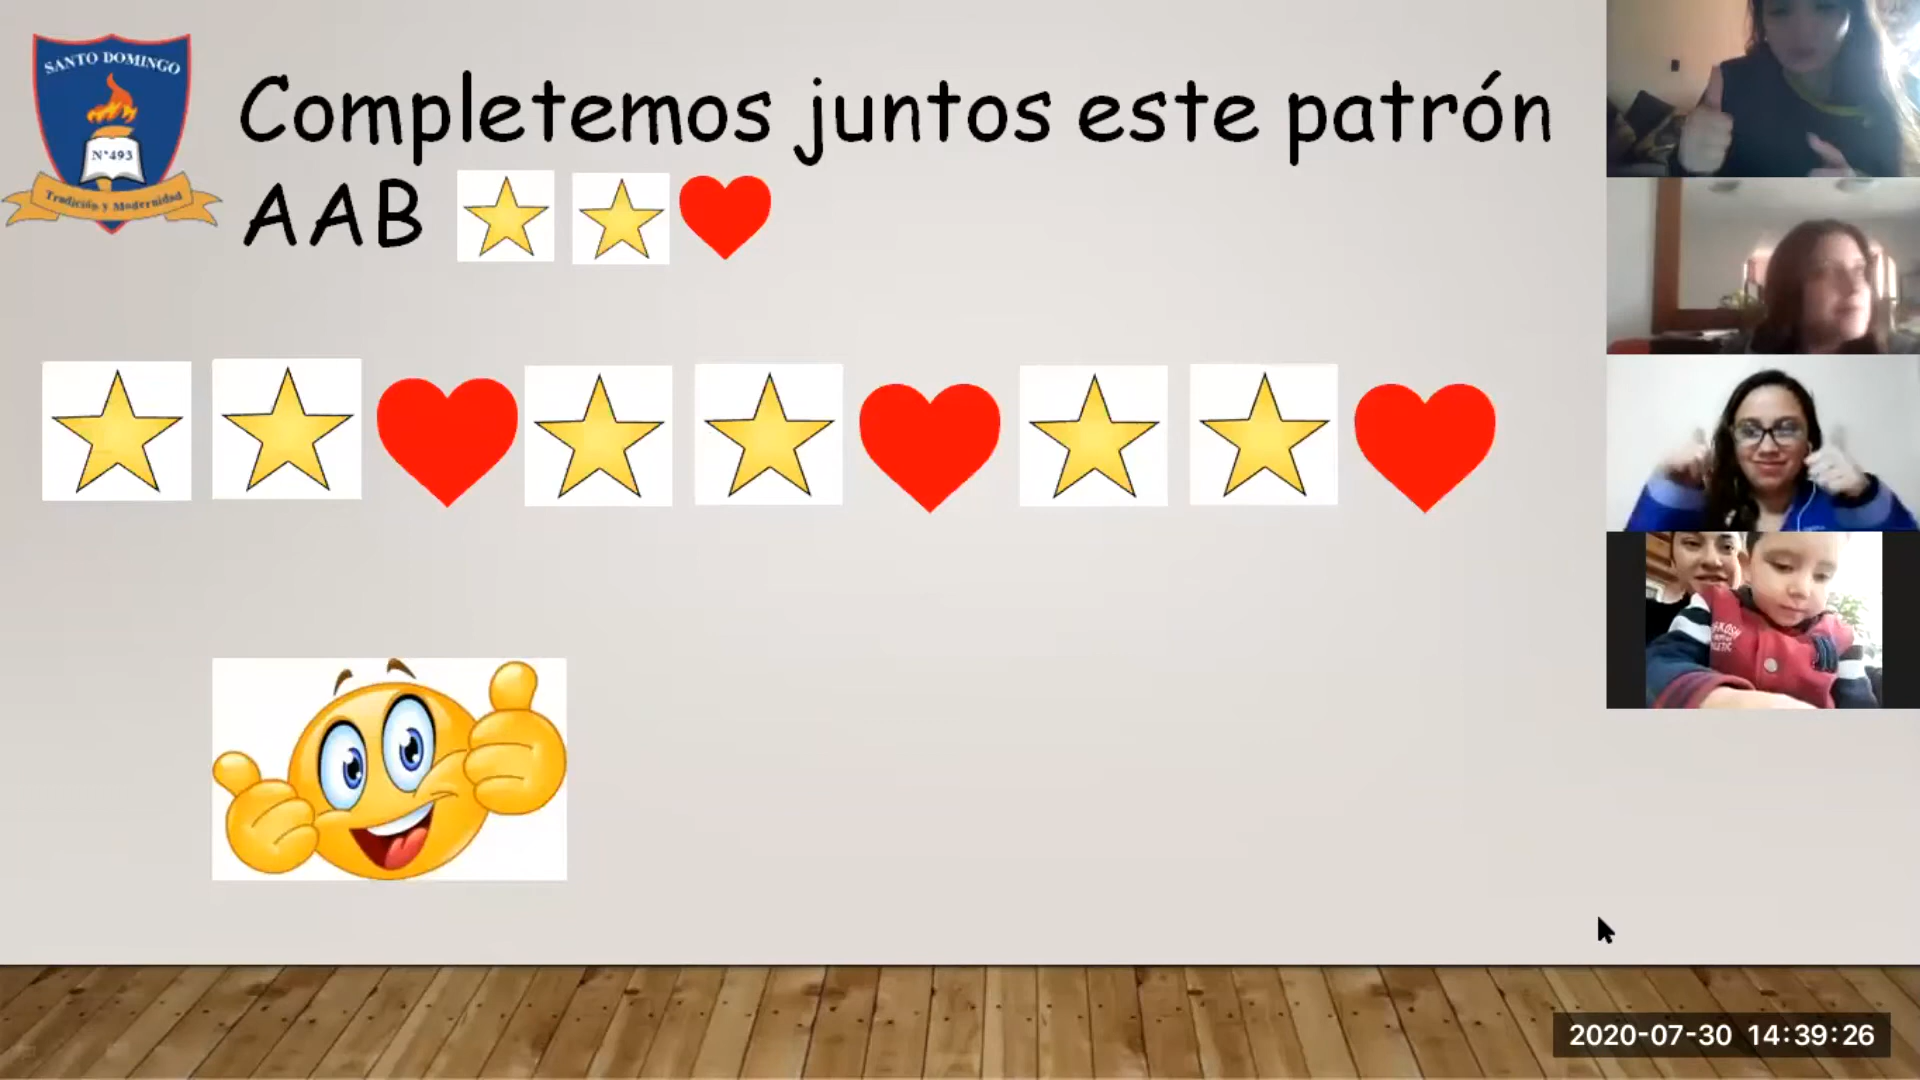 SANTO DOMINGO
N°493
Tradición y Modernidad
Completemos juntos este patrón
AAB
2020-07-30 14:39:26